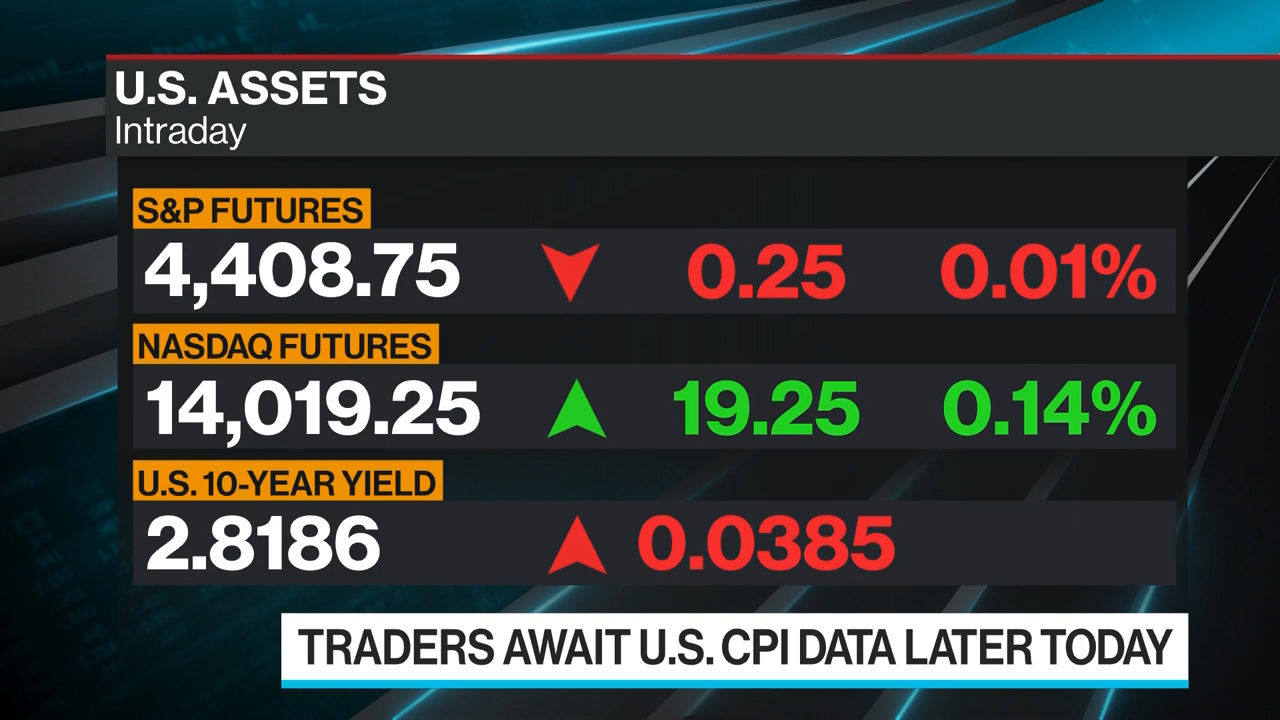 U.S. ASSETS
Intraday
S&P FUTURES
4,408.75 ▼ 0.25 0.01%
NASDAQ FUTURES
14,019.25 ▲ 19.25 0.14%
U.S. 10-YEAR YIELD
2.8186 ▲ 0.0385
TRADERS AWAIT U.S. CPI DATA LATER TODAY